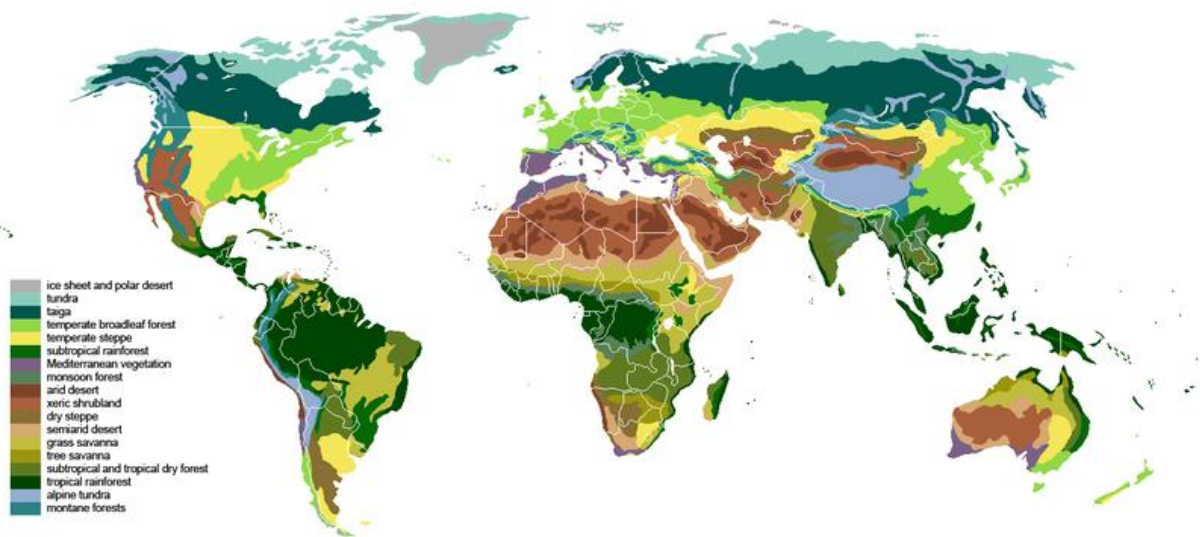 ice sheet and polar desert
tundra
taiga
temperate broadleaf forest
temperate steppe
subtropical rainforest
Mediterranean vegetation
monsoon forest
arid desert
xeric shrubland
dry steppe
semiarid desert
grass savanna
tree savanna
subtropical and tropical dry forest
tropical rainforest
alpine tundra
montane forests